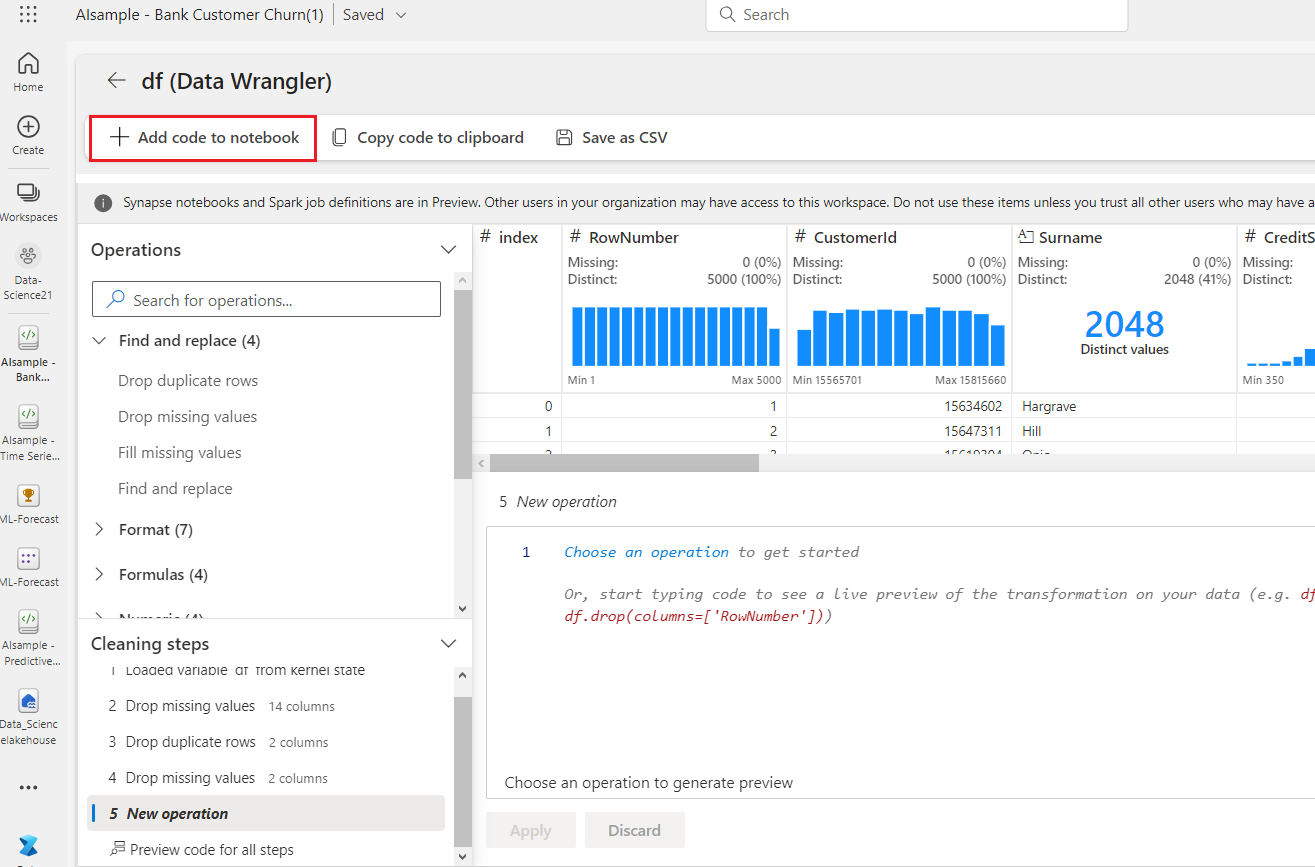 AIsample - Bank Customer Churn(1) Saved
Search
Home
Create
Workspaces
Data-
Science21
AIsample -
Bank...
AIsample -
Time Serie...
ML-Forecast
ML-Forecast
AIsample -
Predictive...
Data_Scienc
elakehouse
df (Data Wrangler)
Add code to notebook
Copy code to clipboard
Save as CSV
Synapse notebooks and Spark job definitions are in Preview. Other users in your organization may have access to this workspace. Do not use these items unless you trust all other users who may have a
Operations
Search for operations...
Find and replace (4)
Drop duplicate rows
Drop missing values
Fill missing values
Find and replace
Format (7)
Formulas (4)
Numeric (4)
Cleaning steps
1 Loaded variable 'df' from kernel state
2 Drop missing values 14 columns
3 Drop duplicate rows 2 columns
4 Drop missing values 2 columns
5 New operation
Preview code for all steps
# index # RowNumber # CustomerId A Surname # CreditS
Missing: 0 (0%) Missing: 0 (0%) Missing: 0 (0%) Missing:
Distinct: 5000 (100%) Distinct: 5000 (100%) Distinct: 2048 (41%) Distinct:
2048
Distinct values
Min 1 Max 5000 Min 15565701 Max 15815660 Min 350
0 1 15634602 Hargrave
1 2 15647311 Hill
2 3 15619304 Onio
5 New operation
1 Choose an operation to get started
Or, start typing code to see a live preview of the transformation on your data (e.g. df
df.drop(columns=['RowNumber']))
Choose an operation to generate preview
Apply Discard